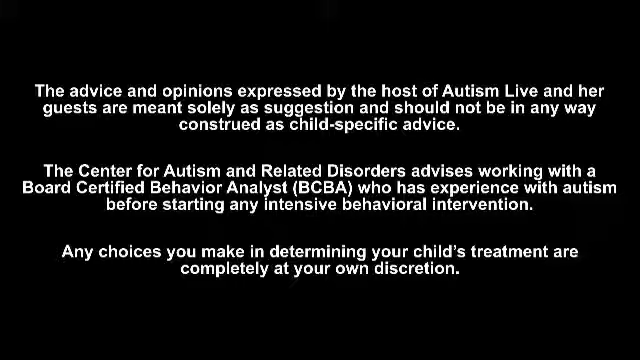 The advice and opinions expressed by the host of Autism Live and her
guests are meant solely as suggestion and should not be in any way
construed as child-specific advice.
The Center for Autism and Related Disorders advises working with a
Board Certified Behavior Analyst (BCBA) who has experience with autism
before starting any intensive behavioral intervention.
Any choices you make in determining your child's treatment are
completely at your own discretion.